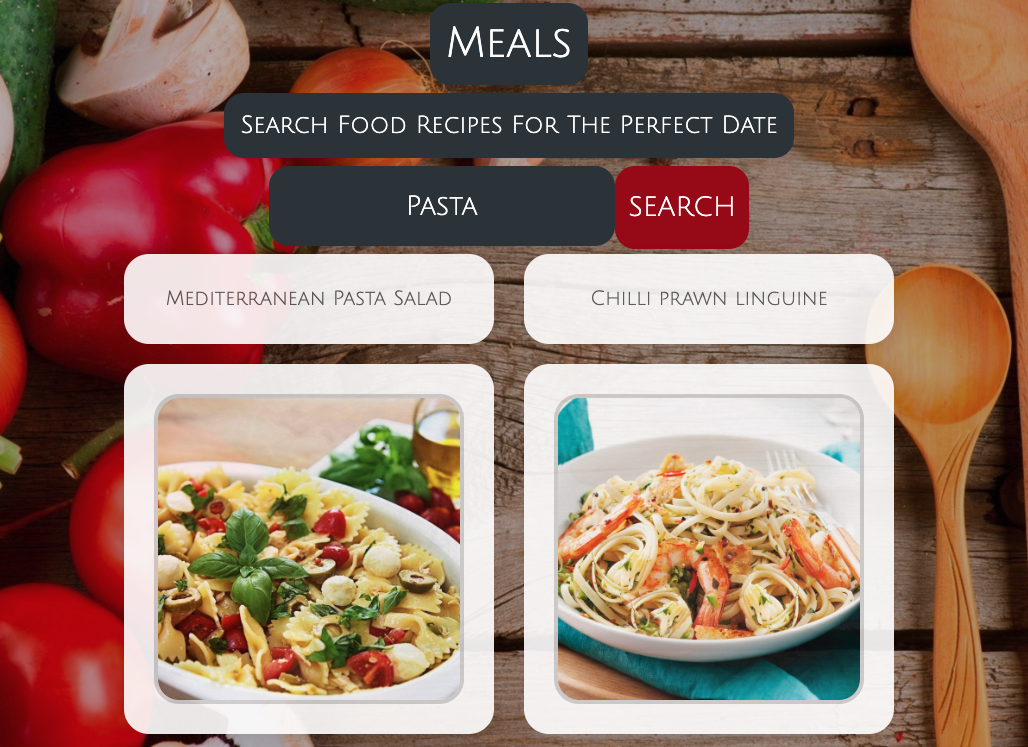 Meals
Search Food Recipes For The Perfect Date
Pasta
search
Mediterranean Pasta Salad
Chilli prawn linguine